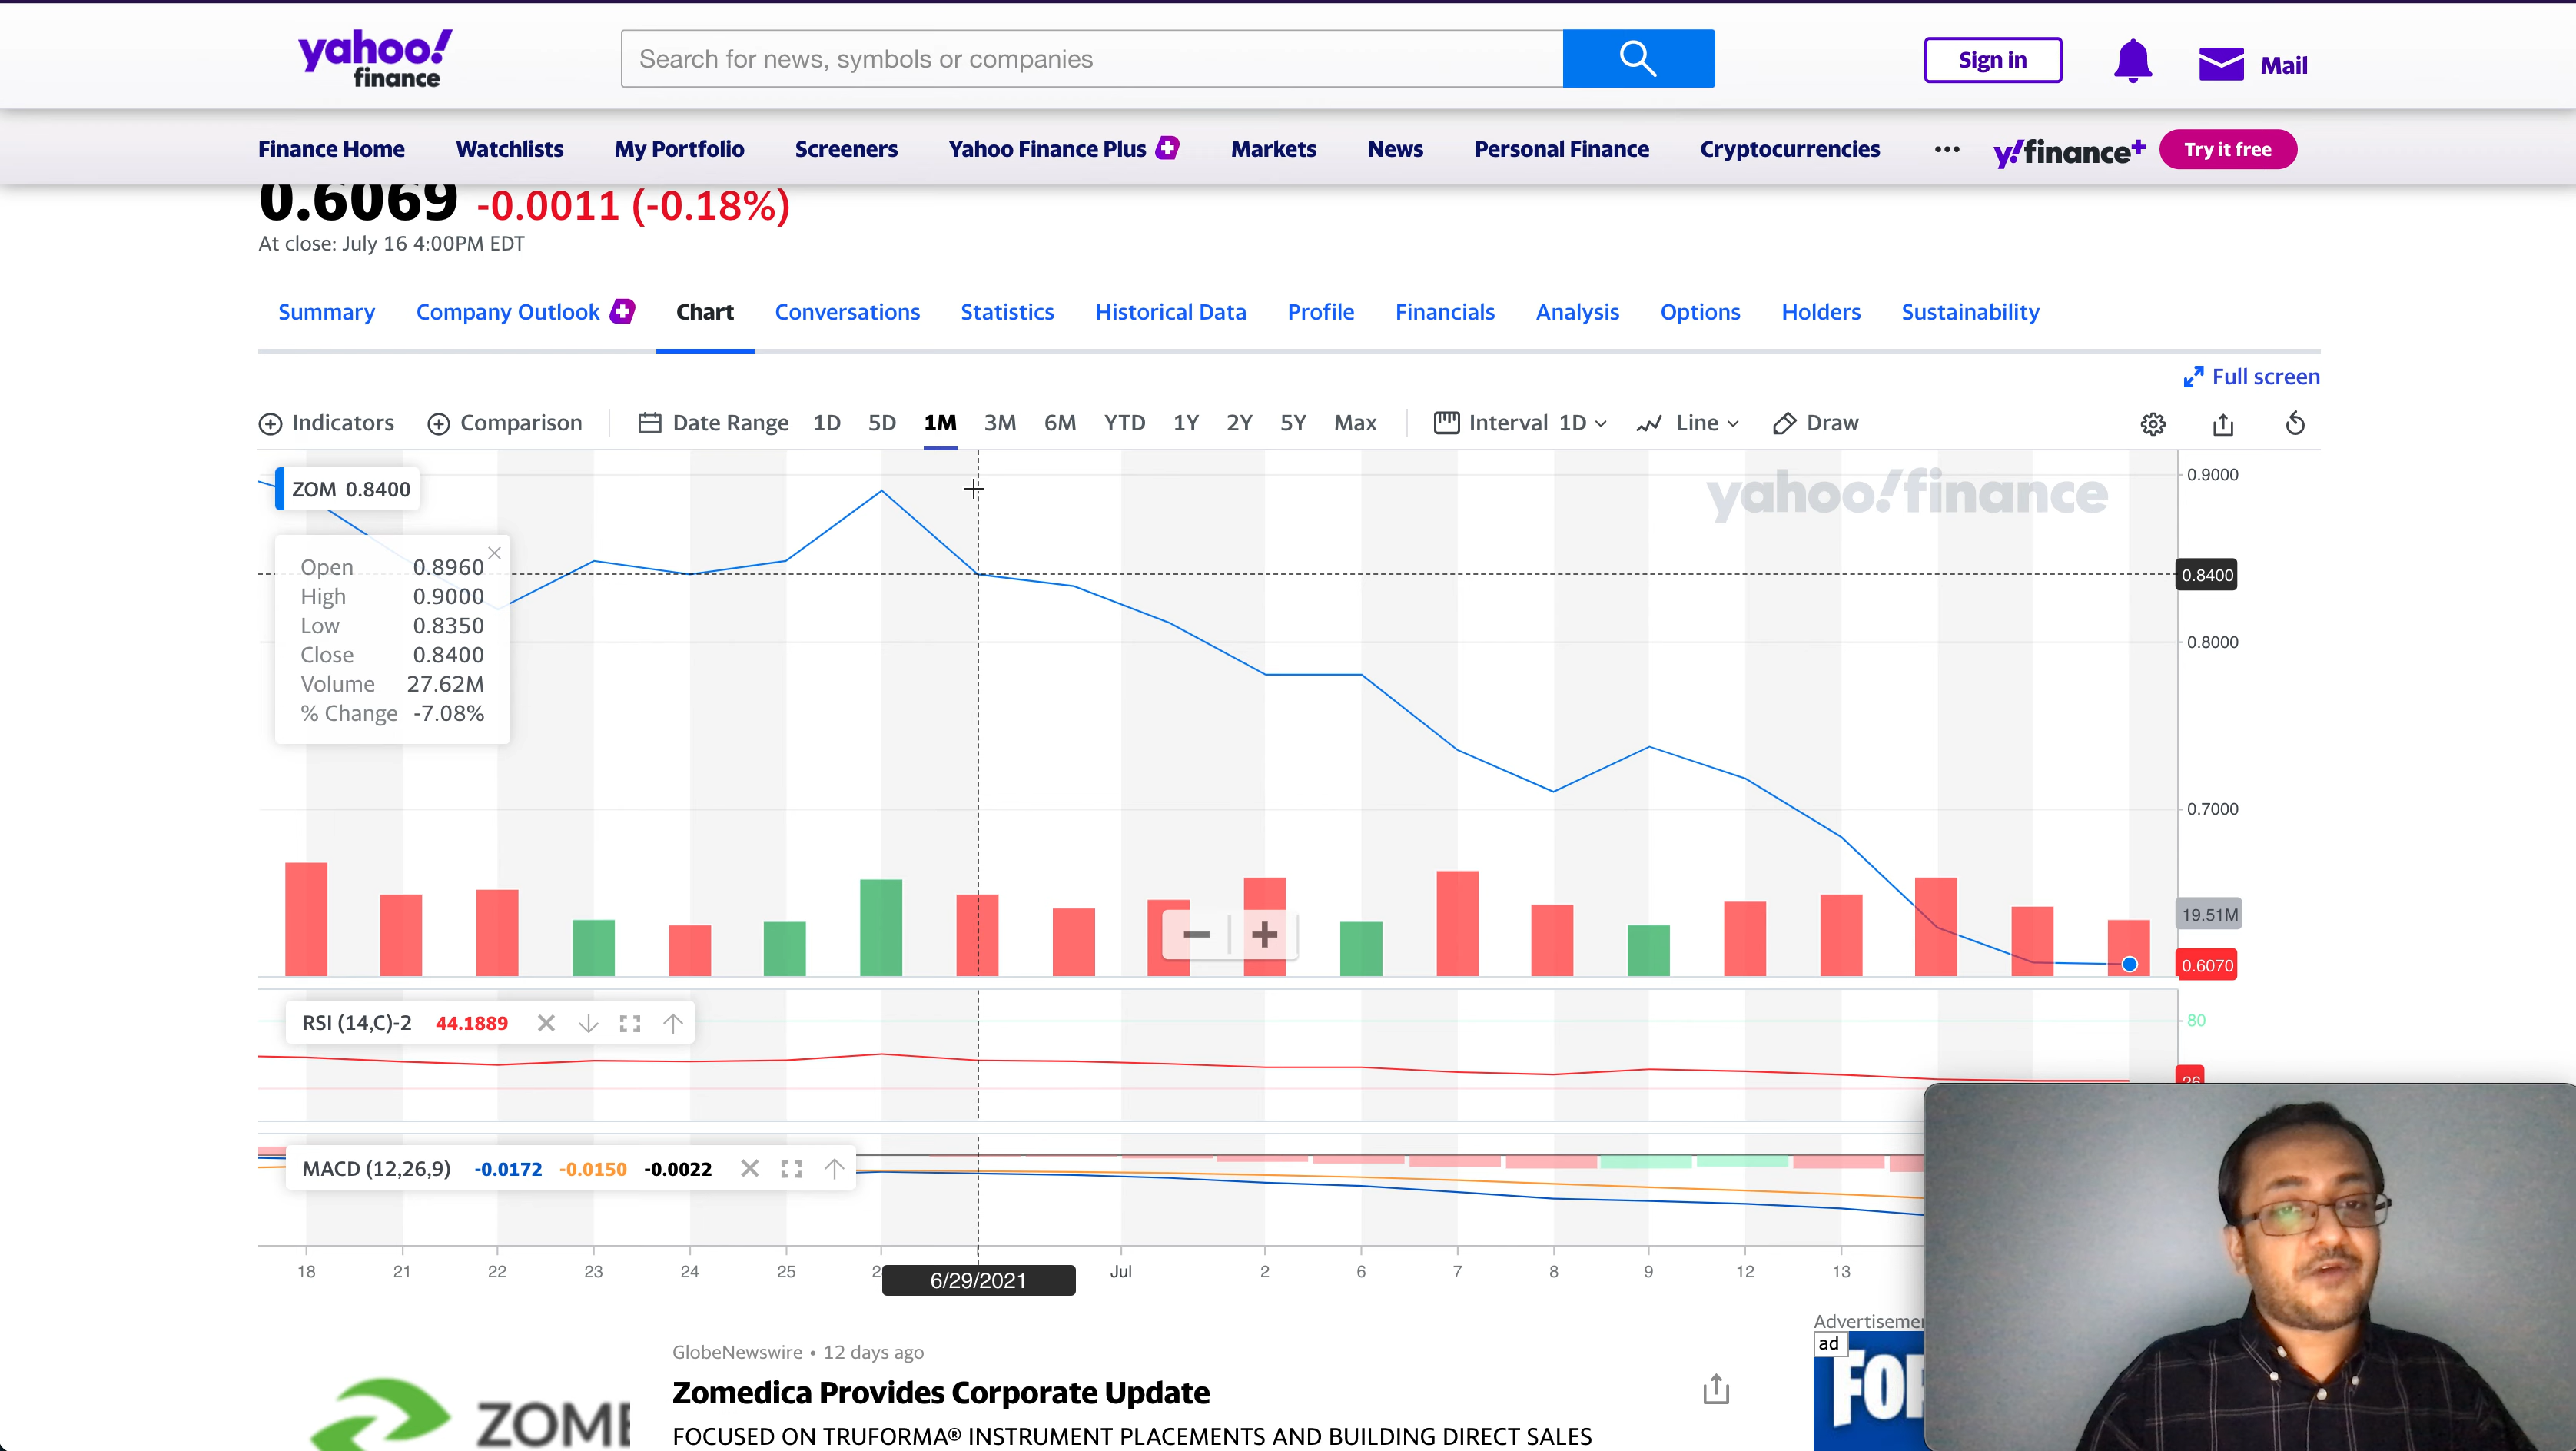 yahoo!
finance
Search for news, symbols or companies
Sign in
Mail
Finance Home Watchlists My Portfolio Screeners Yahoo Finance Plus Markets News Personal Finance Cryptocurrencies ••• y!finance+ Try it free
0.6069 -0.0011 (-0.18%)
At close: July 16 4:00PM EDT
Summary Company Outlook Chart Conversations Statistics Historical Data Profile Financials Analysis Options Holders Sustainability
Full screen
Indicators Comparison Date Range 1D 5D 1M 3M 6M YTD 1Y 2Y 5Y Max Interval 1D Line Draw
ZOM 0.8400
yahoo!finance
0.9000
Open 0.8960
High 0.9000
Low 0.8350
Close 0.8400
Volume 27.62M
% Change -7.08%
0.8400
0.8000
0.7000
19.51M
0.6070
RSI (14,C)-2 44.1889
80
26
MACD (12,26,9) -0.0172 -0.0150 -0.0022
18 21 22 23 24 25 2 6/29/2021 Jul 2 6 7 8 9 12 13
Advertisemen
ad
GlobeNewswire • 12 days ago
Zomedica Provides Corporate Update
FOCUSED ON TRUFORMA® INSTRUMENT PLACEMENTS AND BUILDING DIRECT SALES
ZOME
FOR